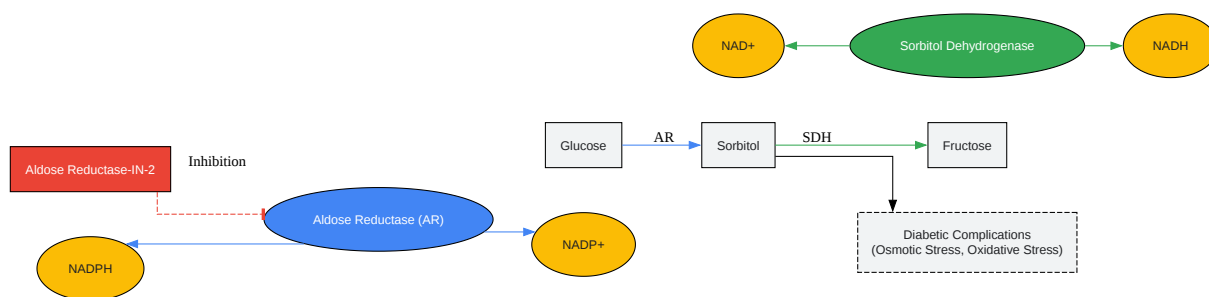 NAD+
Sorbitol Dehydrogenase
NADH
Glucose
AR
Sorbitol
SDH
Fructose
Aldose Reductase-IN-2
Inhibition
Aldose Reductase (AR)
NADPH
NADP+
Diabetic Complications
(Osmotic Stress, Oxidative Stress)